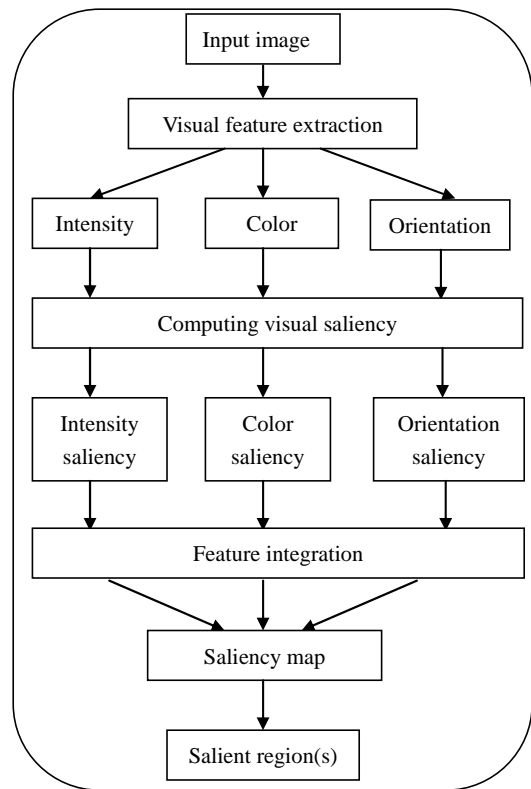 Input image
Visual feature extraction
Intensity
Color
Orientation
Computing visual saliency
Intensity
saliency
Color
saliency
Orientation
saliency
Feature integration
Saliency map
Salient region(s)